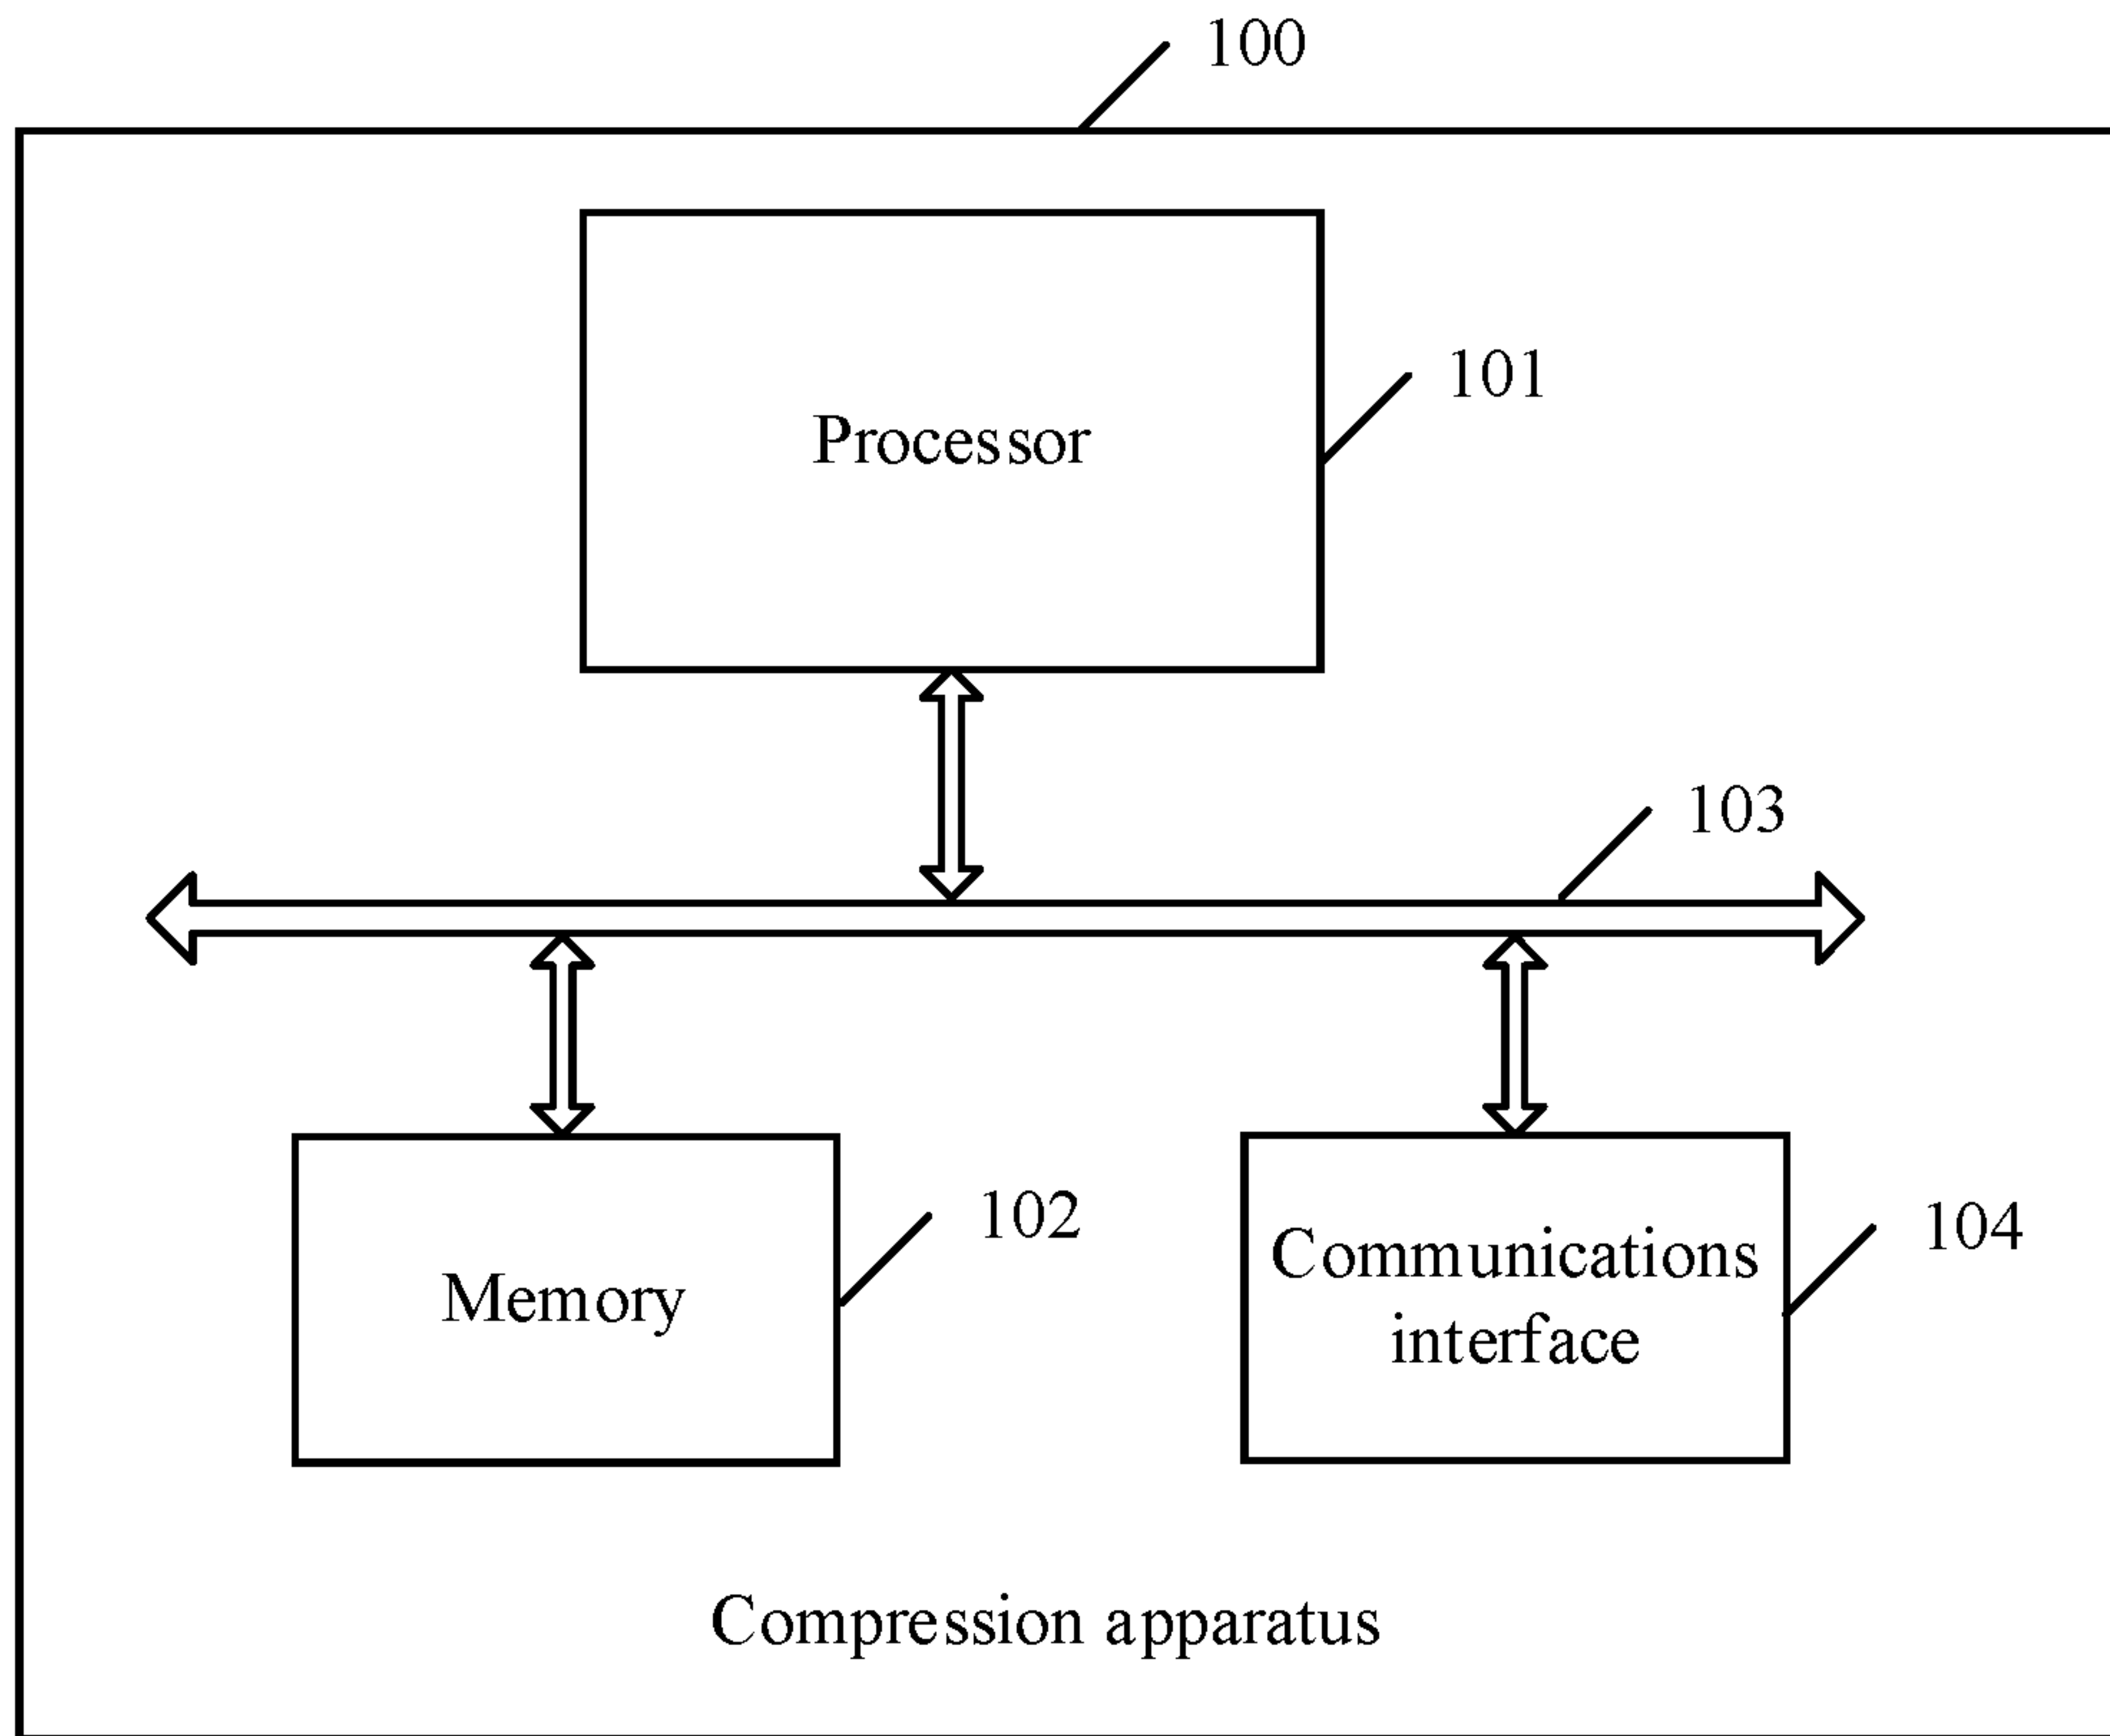 100
Processor
101
103
Memory
102
Communications
interface
104
Compression apparatus